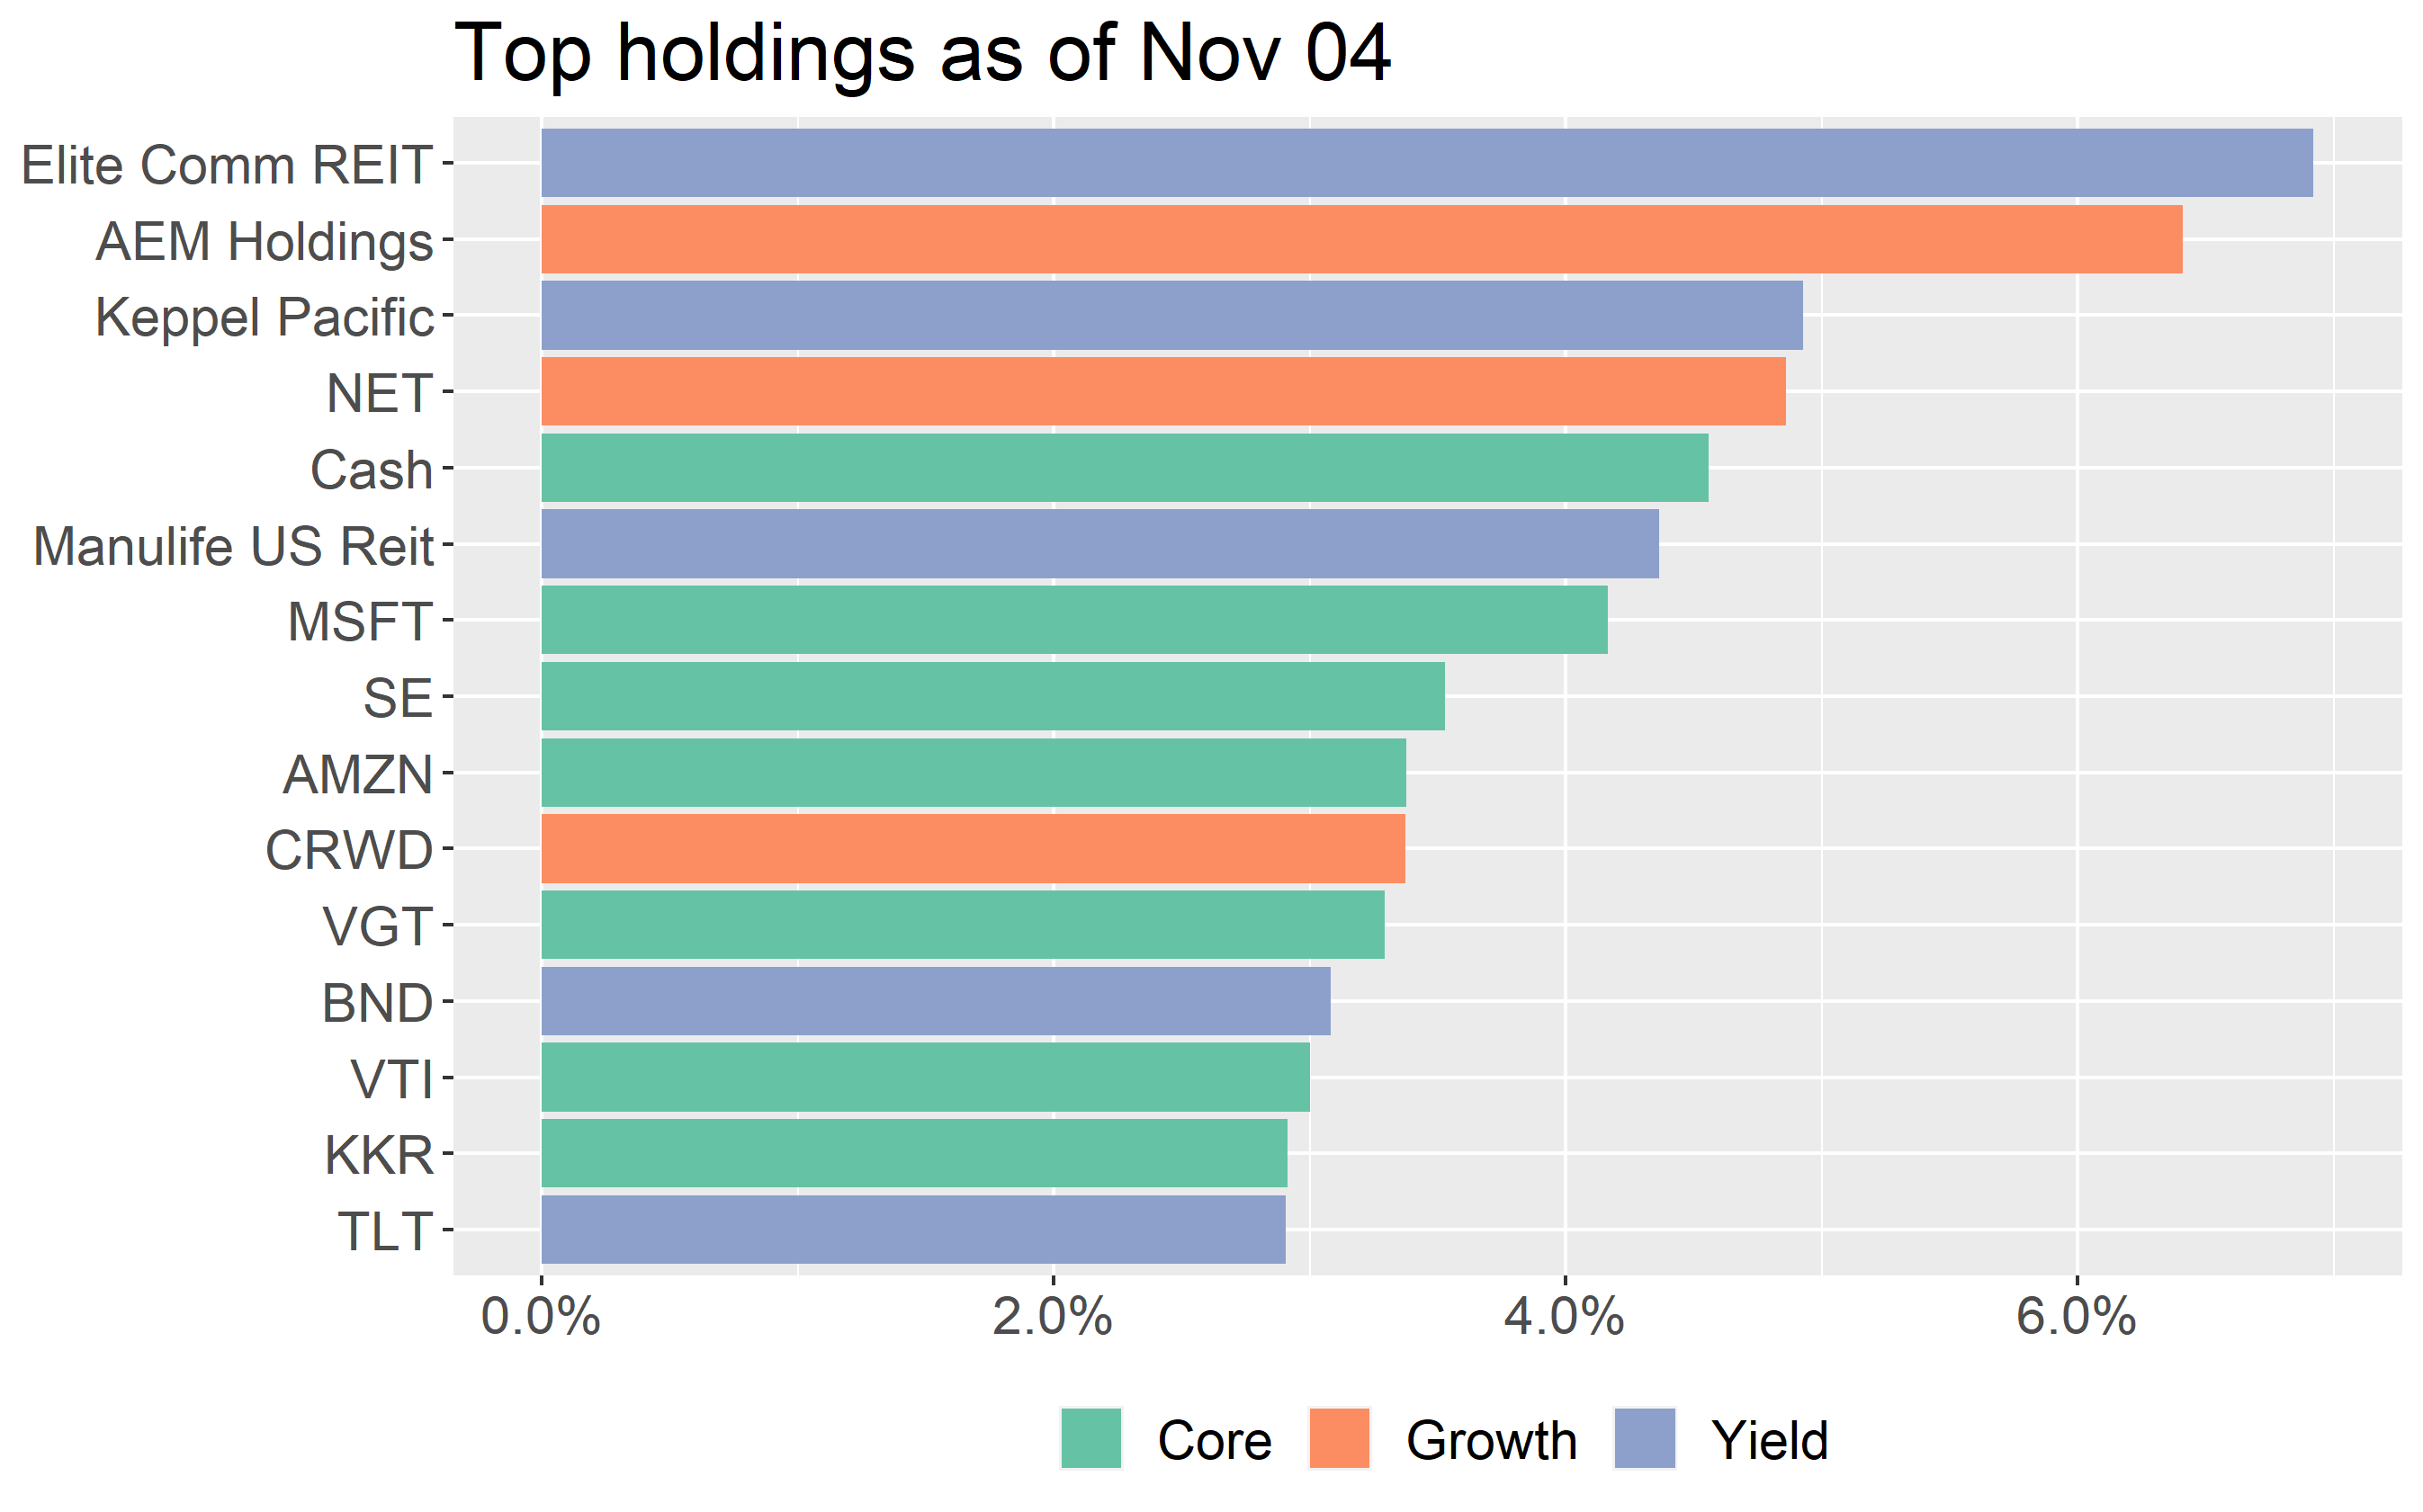 Top holdings as of Nov 04
Elite Comm REIT
AEM Holdings
Keppel Pacific
NET
Cash
Manulife US Reit
MSFT
SE
AMZN
CRWD
VGT
BND
VTI
KKR
TLT
0.0% 2.0% 4.0% 6.0%
Core Growth Yield